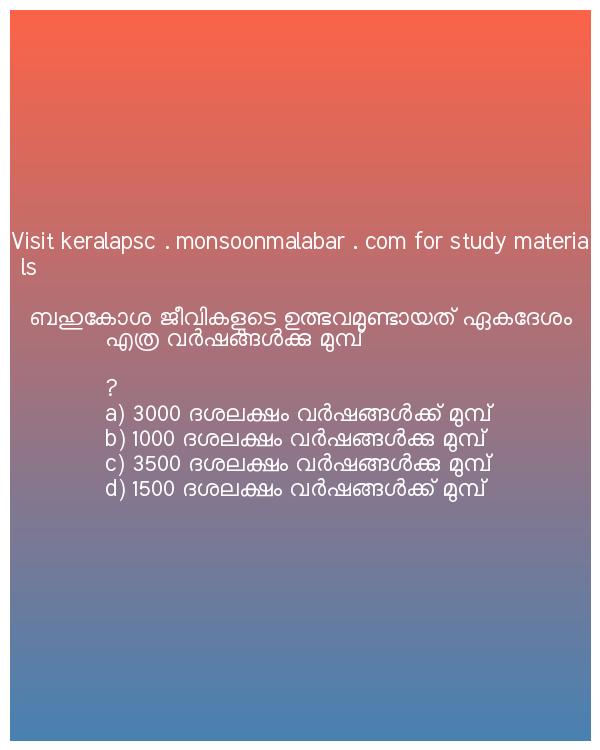 Visit keralapsc . monsoonmalabar . com for study materia
ls
ബഹുകോശ ജീവികളുടെ ഉത്ഭവമുണ്ടായത് ഏകദേശം
എത്ര വർഷങ്ങൾക്കു മുമ്പ്
?
a) 3000 ദശലക്ഷം വർഷങ്ങൾക്ക് മുമ്പ്
b) 1000 ദശലക്ഷം വർഷങ്ങൾക്കു മുമ്പ്
c) 3500 ദശലക്ഷം വർഷങ്ങൾക്കു മുമ്പ്
d) 1500 ദശലക്ഷം വർഷങ്ങൾക്ക് മുമ്പ്